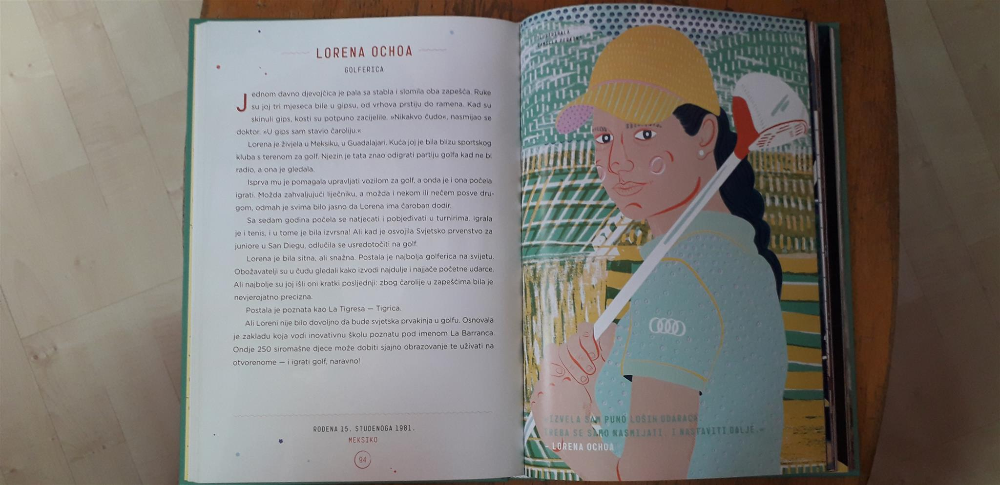 LORENA OCHOA
GOLFERICA
Jednom davno djevojčica je pala sa stabla i slomila oba zapešća. Ruke
su joj tri mjeseca bile u gipsu, od vrhova prstiju do ramena. Kad su
skinuli gips, kosti su potpuno zacijelile. »Nikakvo čudo«, nasmijao se
doktor. »U gips sam stavio čaroliju.«
Lorena je živjela u Meksiku, u Guadalajari. Kuća joj je bila blizu sportskog
kluba s terenom za golf. Njezin je tata znao odigrati partiju golfa kad ne bi
radio, a ona je gledala.
Isprva mu je pomagala upravljati vozilom za golf, a onda je i ona počela
igrati. Možda zahvaljujući liječniku, a možda i nekom ili nečem posve dru-
gom, odmah je svima bilo jasno da Lorena ima čaroban dodir.
Sa sedam godina počela se natjecati i pobjeđivati u turnirima. Igrala
je i tenis, i u tome je bila izvrsna! Ali kad je osvojila Svjetsko prvenstvo za
juniore u San Diegu, odlučila se usredotočiti na golf.
Lorena je bila sitna, ali snažna. Postala je najbolja golferica na svijetu.
Obožavatelji su u čudu gledali kako izvodi najdulje i najjače početne udarce.
Ali najbolje su joj išli oni kratki posljednji: zbog čarolije u zapešćima bila je
nevjerojatno precizna.
Postala je poznata kao La Tigresa — Tigrica.
Ali Loreni nije bilo dovoljno da bude svjetska prvakinja u golfu. Osnovala
je zakladu koja vodi inovativnu školu poznatu pod imenom La Barranca.
Ondje 250 siromašne djece može dobiti sjajno obrazovanje te uživati na
otvorenome — i igrati golf, naravno!
ROĐENA 15. STUDENOGA 1981.
MEKSIKO
94
ILUSTRIRALA
CAMILLA PERKINS
»IZVELA SAM PUNO LOŠIH UDARACA.
TREBA SE SAMO NASMIJATI. I NASTAVITI DALJE.«
– LORENA OCHOA